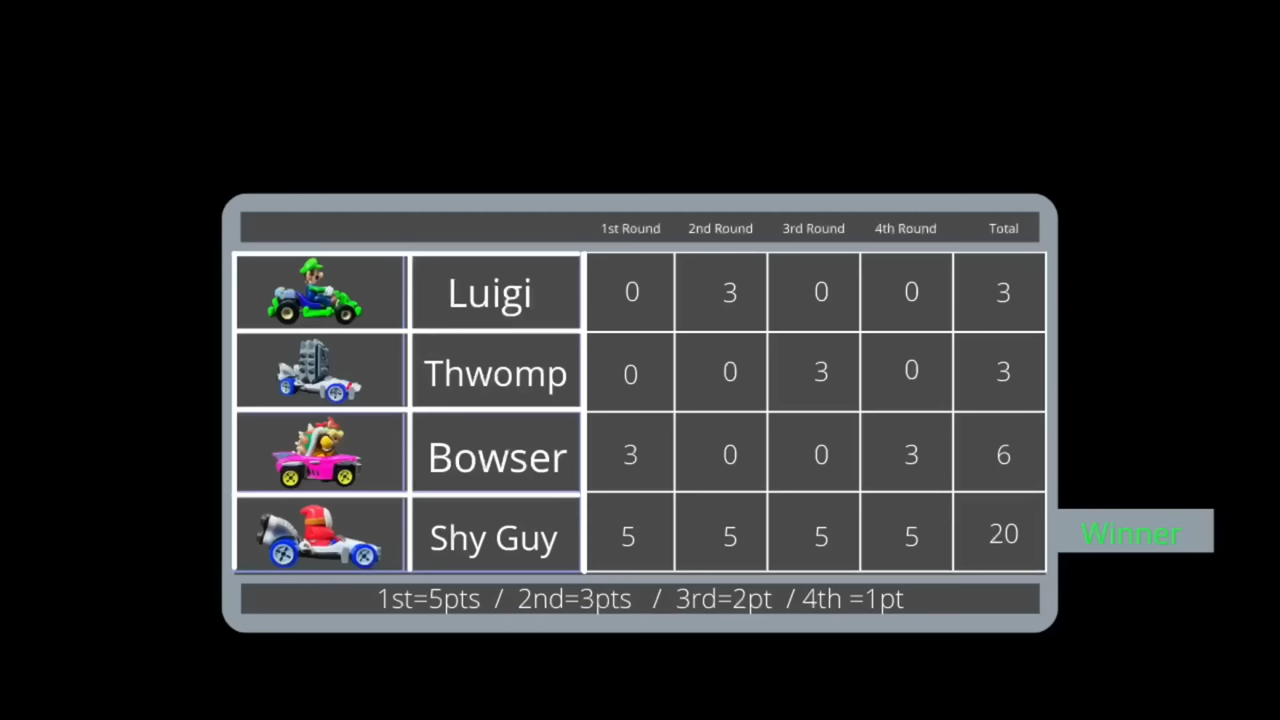 1st Round 2nd Round 3rd Round 4th Round Total
Luigi 0 3 0 0 3
Thwomp 0 0 3 0 3
Bowser 3 0 0 3 6
Shy Guy 5 5 5 5 20 Winner
1st=5pts / 2nd=3pts / 3rd=2pt / 4th =1pt